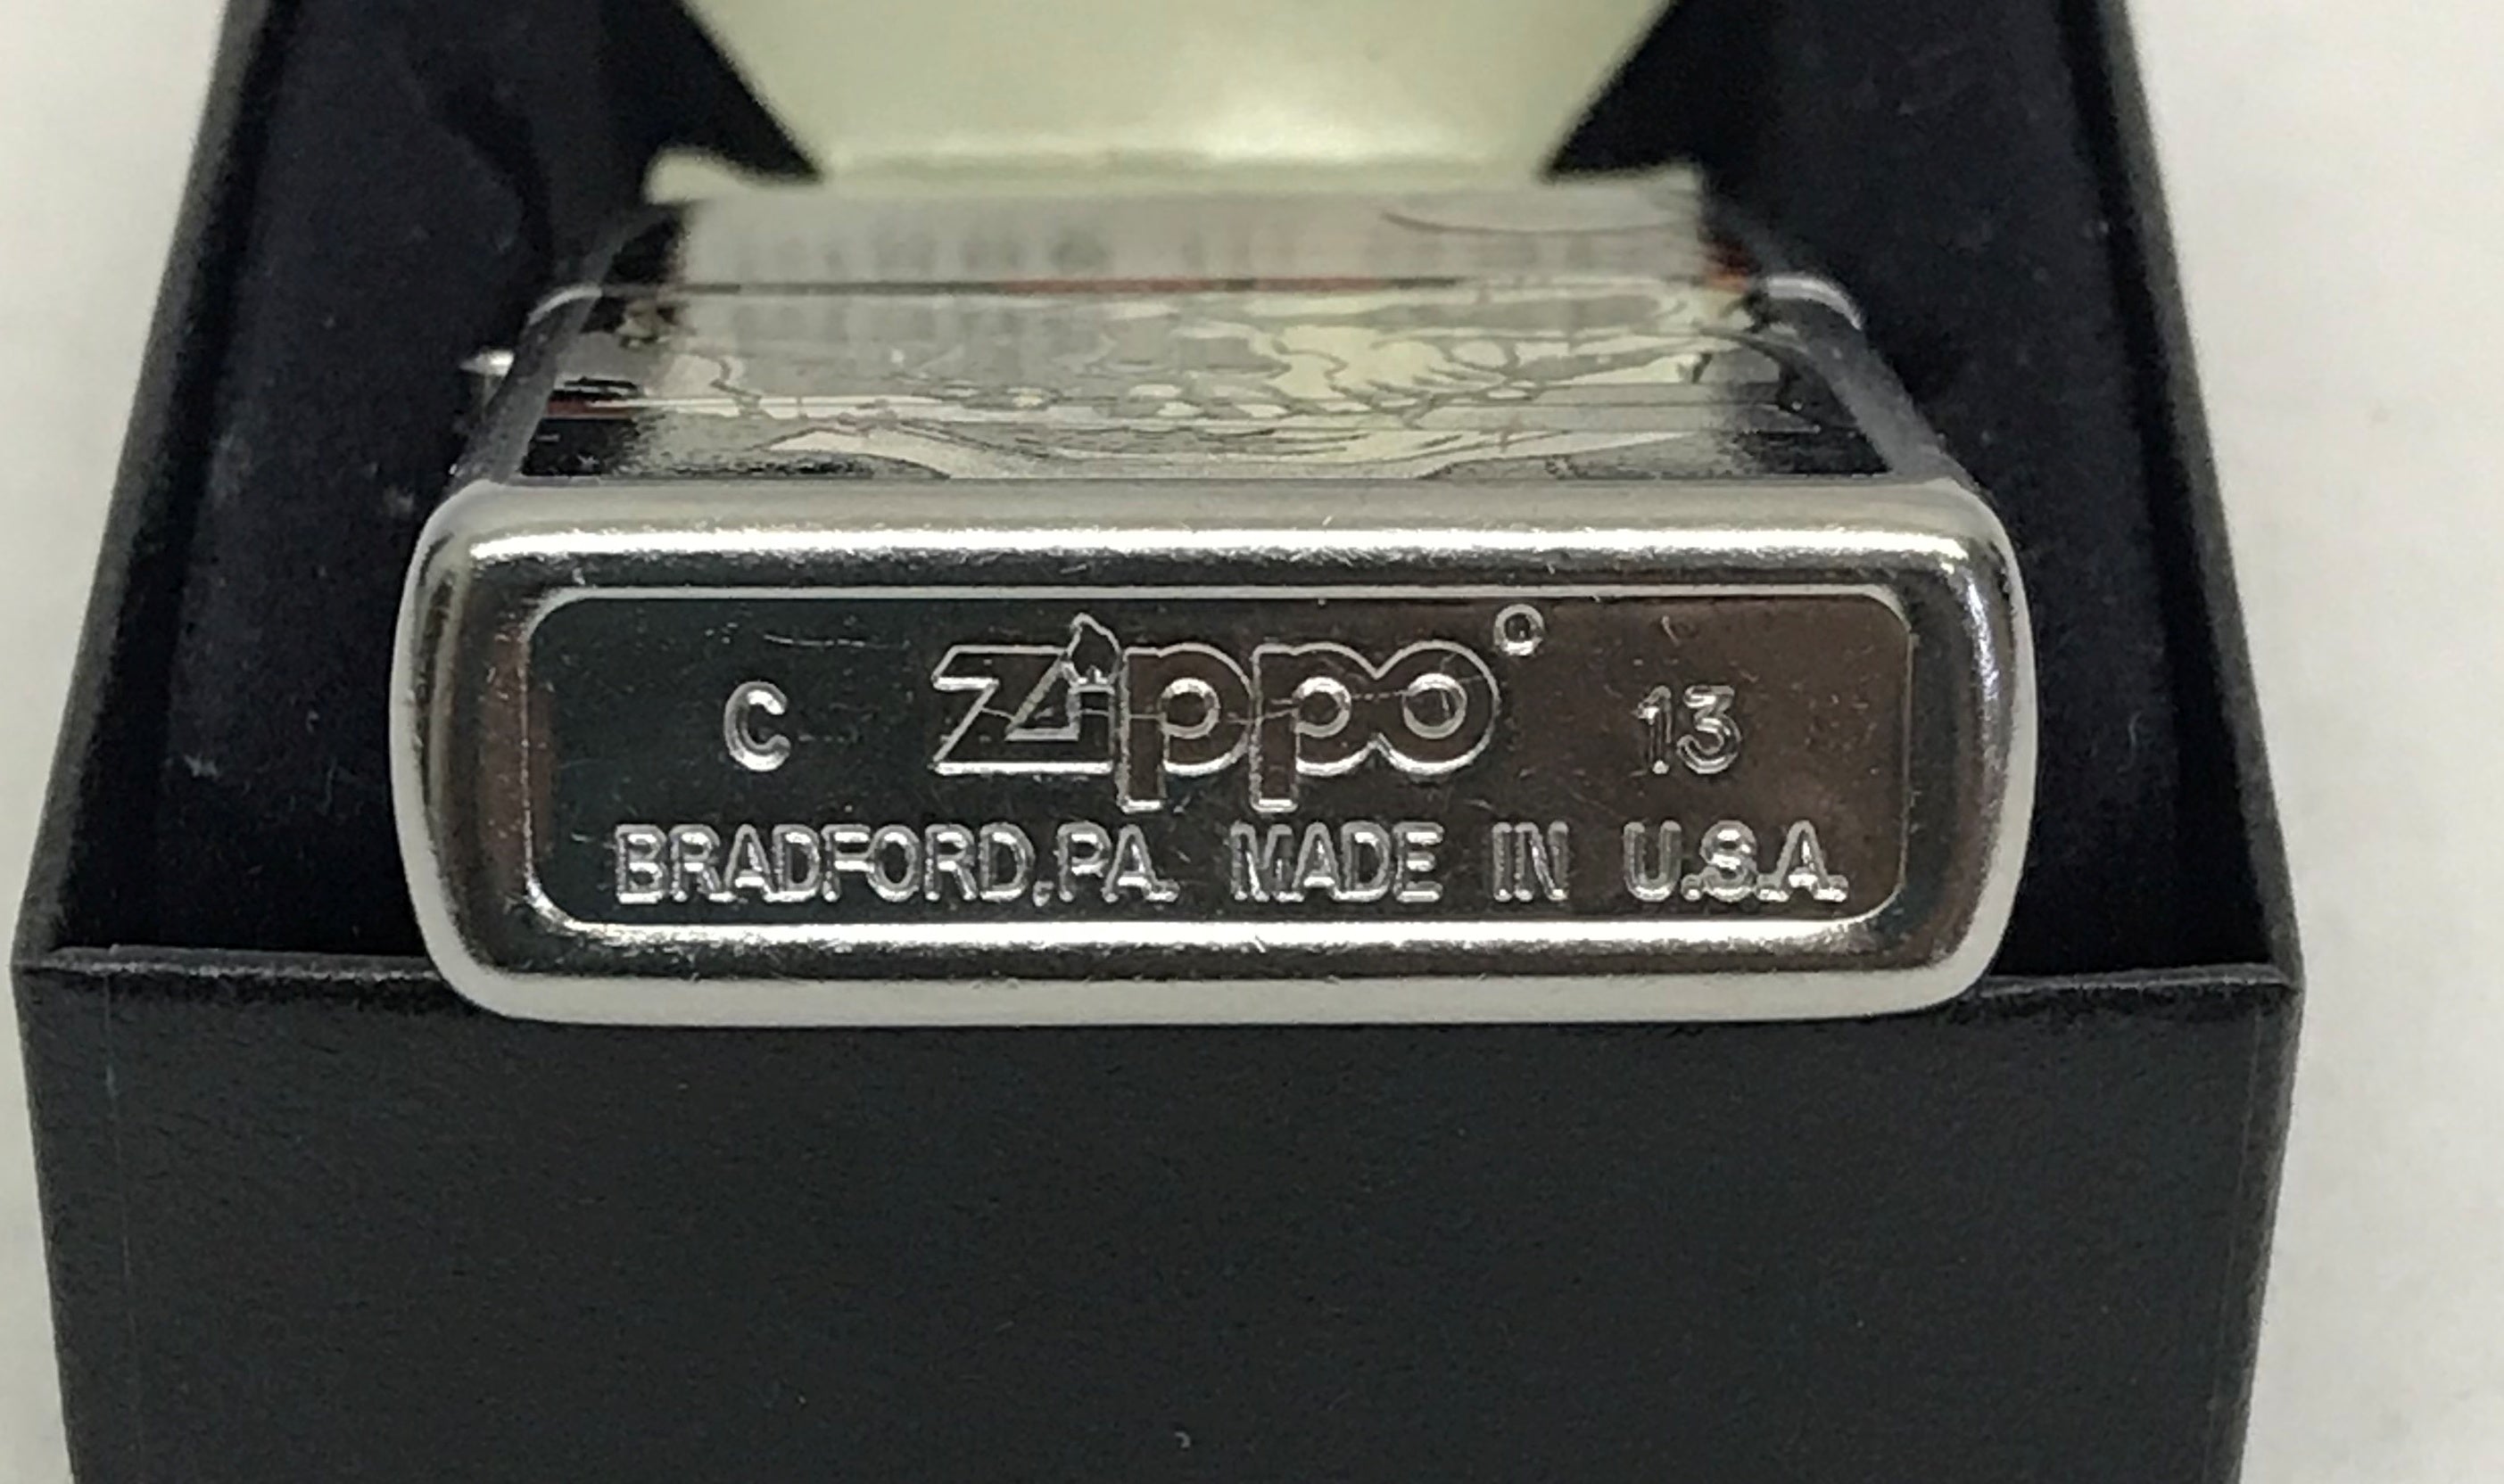 C zippo 13
BRADFORD, PA. MADE IN U.S.A.